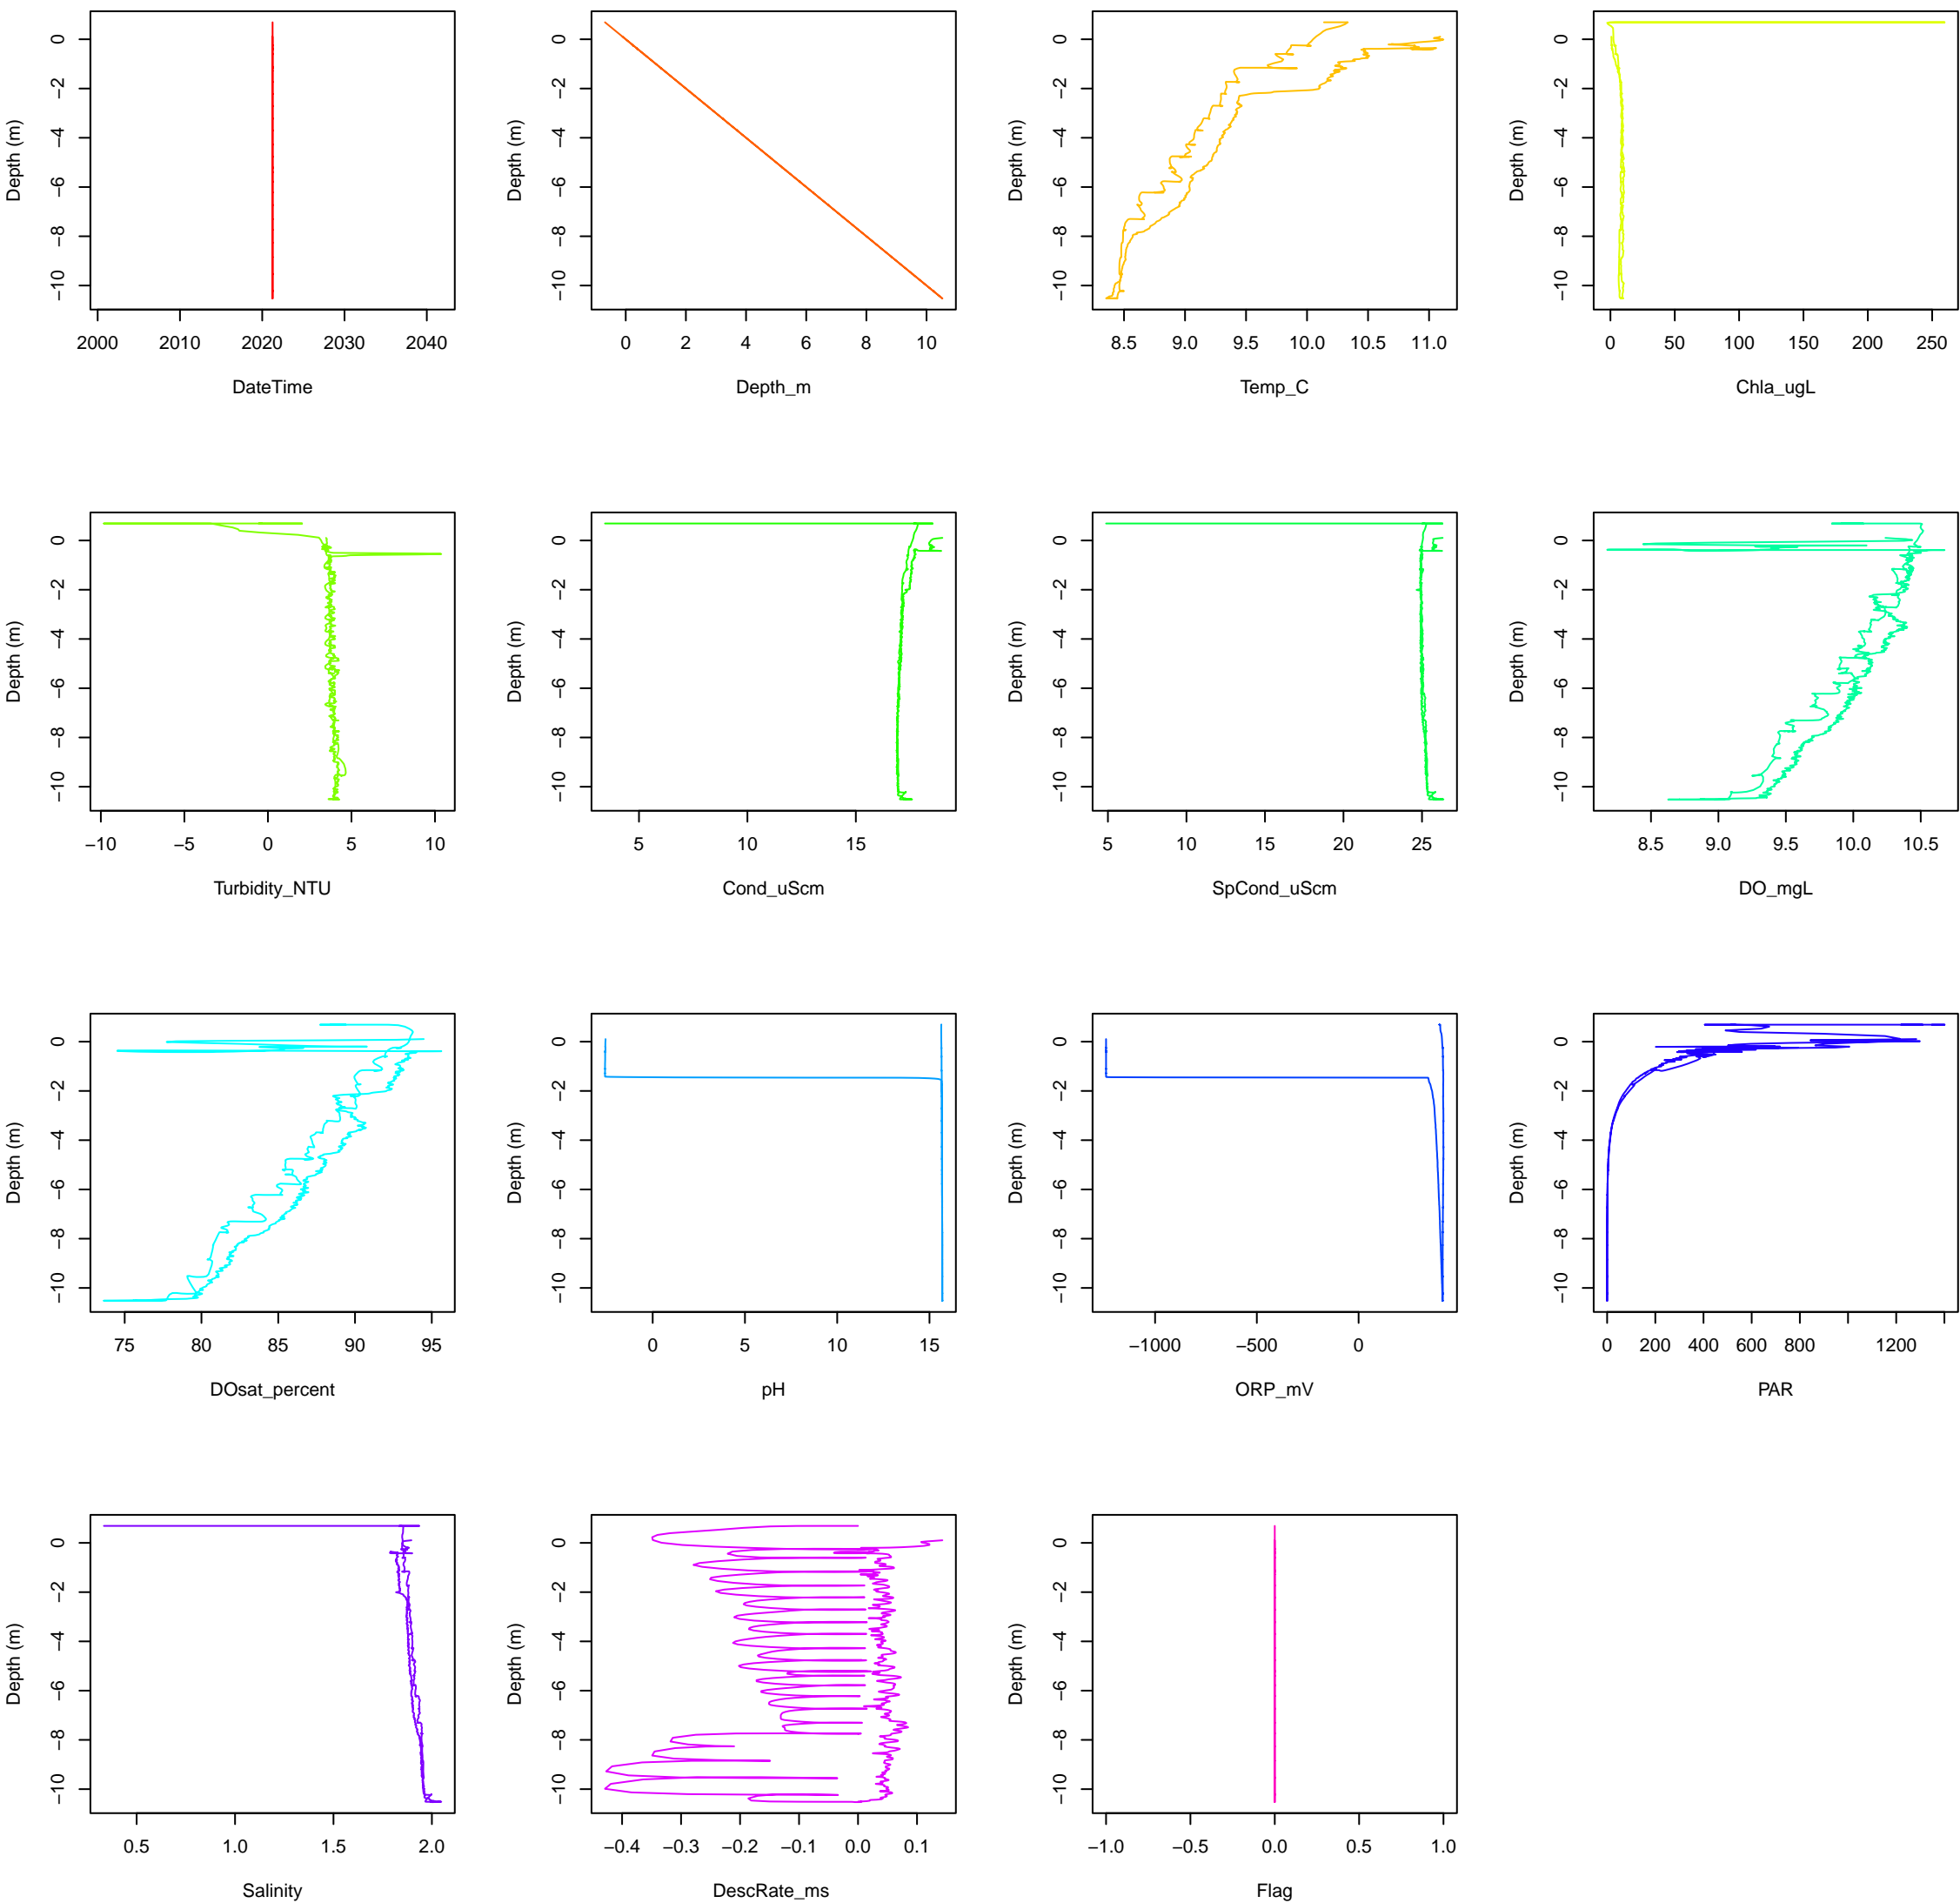 Depth (m)
0
−2
−4
−6
−8
−10
2000 2010 2020 2030 2040
DateTime
Depth (m)
0
−2
−4
−6
−8
−10
0 2 4 6 8 10
Depth_m
Depth (m)
0
−2
−4
−6
−8
−10
8.5 9.0 9.5 10.0 10.5 11.0
Temp_C
Depth (m)
0
−2
−4
−6
−8
−10
0 50 100 150 200 250
Chla_ugL
Depth (m)
0
−2
−4
−6
−8
−10
−10 −5 0 5 10
Turbidity_NTU
Depth (m)
0
−2
−4
−6
−8
−10
5 10 15
Cond_uScm
Depth (m)
0
−2
−4
−6
−8
−10
5 10 15 20 25
SpCond_uScm
Depth (m)
0
−2
−4
−6
−8
−10
8.5 9.0 9.5 10.0 10.5
DO_mgL
Depth (m)
0
−2
−4
−6
−8
−10
75 80 85 90 95
DOsat_percent
Depth (m)
0
−2
−4
−6
−8
−10
0 5 10 15
pH
Depth (m)
0
−2
−4
−6
−8
−10
−1000 −500 0
ORP_mV
Depth (m)
0
−2
−4
−6
−8
−10
0 200 400 600 800 1200
PAR
Depth (m)
0
−2
−4
−6
−8
−10
0.5 1.0 1.5 2.0
Salinity
Depth (m)
0
−2
−4
−6
−8
−10
−0.4 −0.3 −0.2 −0.1 0.0 0.1
DescRate_ms
Depth (m)
0
−2
−4
−6
−8
−10
−1.0 −0.5 0.0 0.5 1.0
Flag